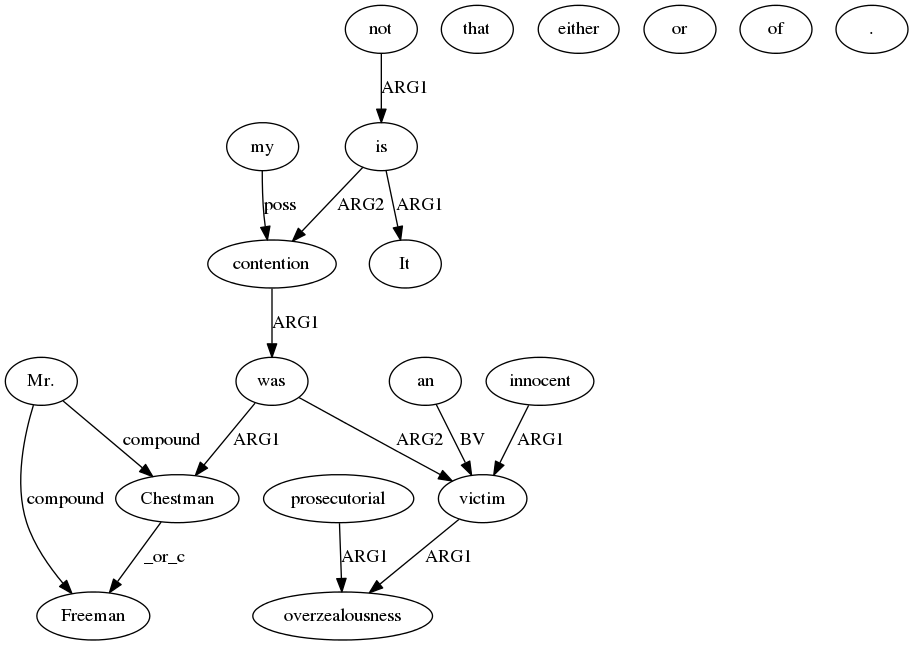 not that either or of .
ARG1
my is
poss ARG2 ARG1
contention It
ARG1
Mr. was an innocent
compound ARG1 ARG2 BV ARG1
compound Chestman prosecutorial victim
_or_c ARG1 ARG1
Freeman overzealousness